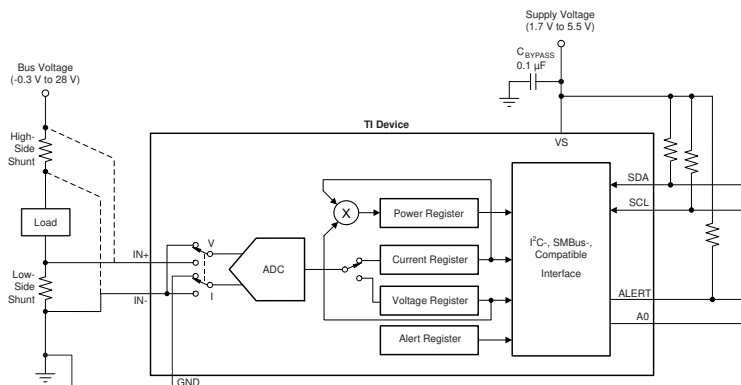 Supply Voltage
(1.7 V to 5.5 V)
C_BYPASS
0.1 µF
Bus Voltage
(-0.3 V to 28 V)
High-
Side
Shunt
Load
Low-
Side
Shunt
TI Device
VS
SDA
SCL
ALERT
A0
IN+
IN-
V
I
GND
ADC
X
Power Register
Current Register
Voltage Register
Alert Register
I²C-, SMBus-,
Compatible
Interface